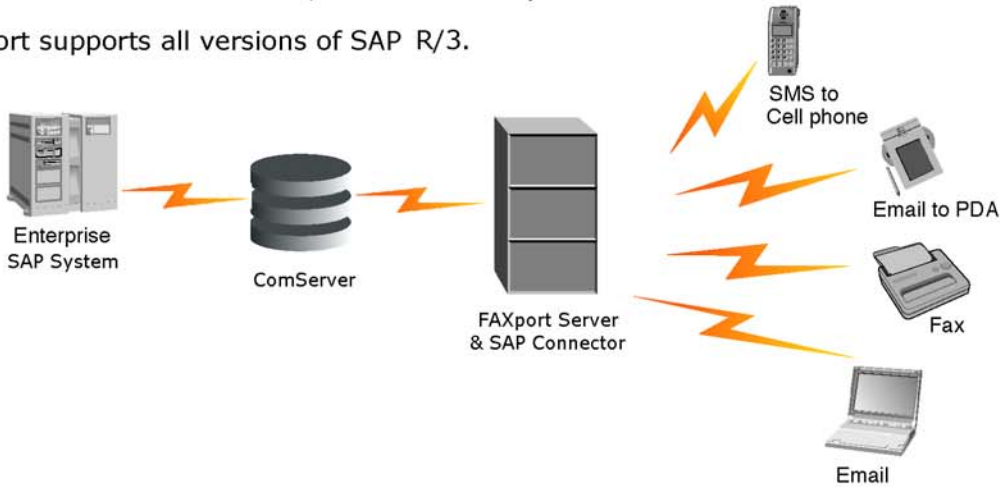 ort supports all versions of SAP R/3.
SMS to
Cell phone
Email to PDA
Enterprise
SAP System
ComServer
FAXport Server
& SAP Connector
Fax
Email